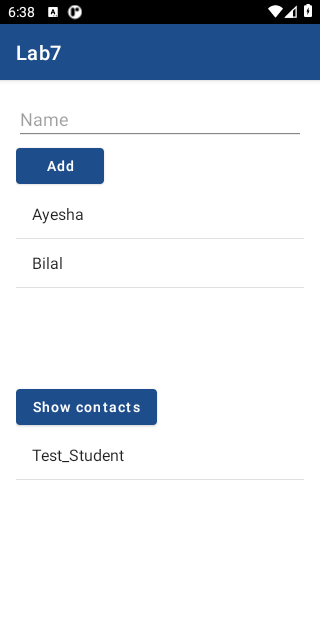 6:38
Lab7
Name
Add
Ayesha
Bilal
Show contacts
Test_Student